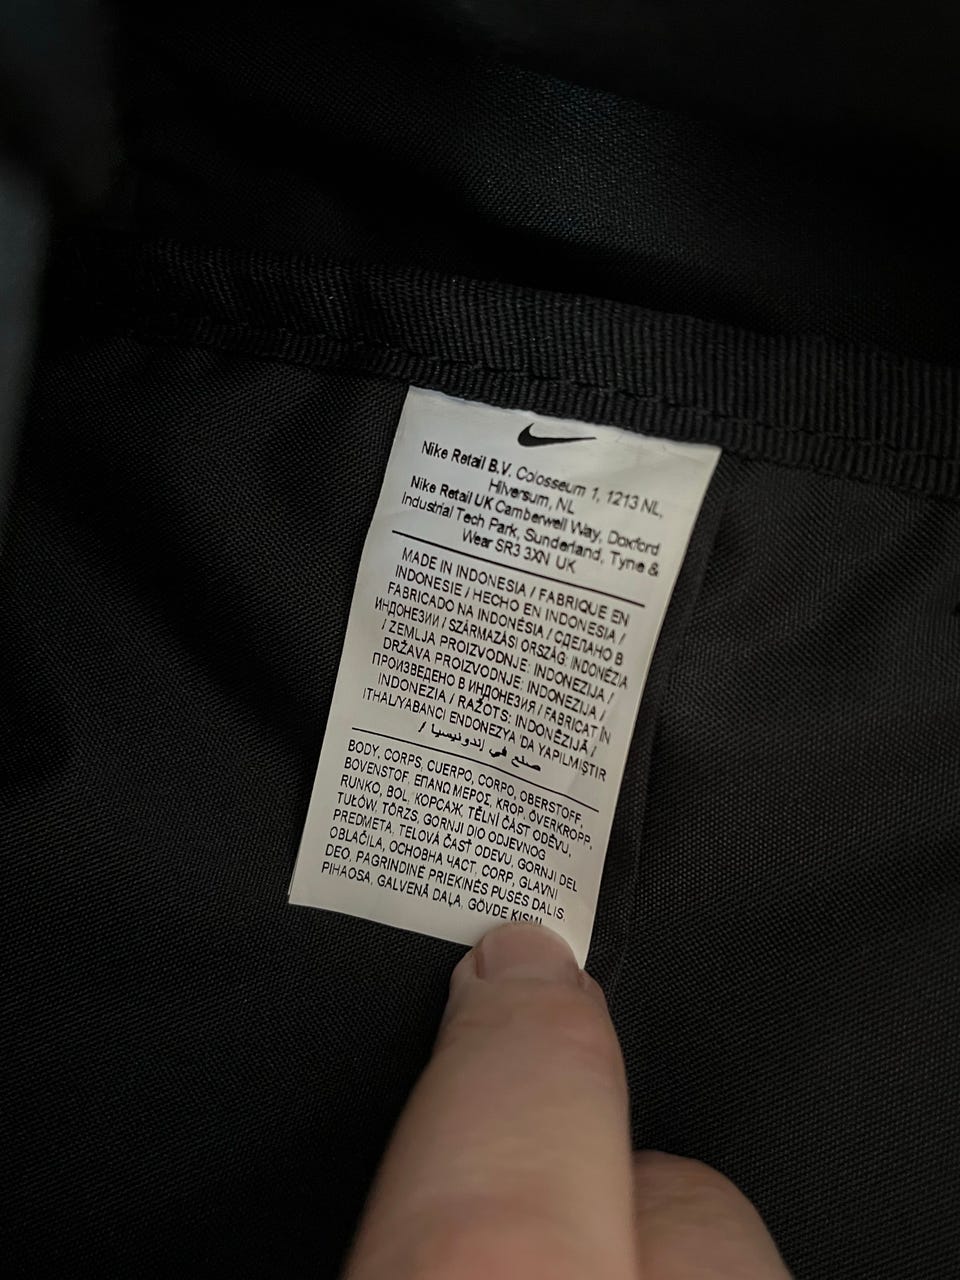 Nike Retail B.V. Colosseum 1, 1213 NL,
Hilversum, NL
Nike Retail UK Camberwell Way, Doxford
Industrial Tech Park, Sunderland, Tyne &
Wear SR3 3XN UK
MADE IN INDONESIA / FABRIQUE EN
INDONESIE / HECHO EN INDONESIA /
FABRICADO NA INDONÉSIA / СДЕЛАНО В
ИНДОНЕЗИИ / SZÁRMAZÁSI ORSZÁG: INDONÉZIA
/ ZEMLJA PROIZVODNJE: INDONEZIJA /
DRŽAVA PROIZVODNJE: INDONEZIJA /
ПРОИЗВЕДЕНО В ИНДОНЕЗИЯ / FABRICAT ÎN
INDONEZIA / RAŽOTS: INDONĒZIJĀ /
ITHAL/YABANCI ENDONEZYA 'DA YAPILMIŞTIR
/ صنع في إندونيسيا
BODY, CORPS, CUERPO, CORPO, OBERSTOFF,
BOVENSTOF, ΕΠΑΝΩ ΜΕΡΟΣ, KROP, ÖVERKROPP,
RUNKO, BOL, КОРСАЖ, TĚLNÍ ČÁST ODĚVU,
TUŁÓW, TÖRZS, GORNJI DIO ODJEVNOG
PREDMETA, TELOVÁ ČASŤ ODEVU, GORNJI DEL
OBLAČILA, ОСНОВНА ЧАСТ, CORP, GLAVNI
DEO, PAGRINDINĖ PRIEKINĖS PUSĖS DALIS,
PIHAOSA, GALVENĀ DAĻA, GÖVDE KISMI